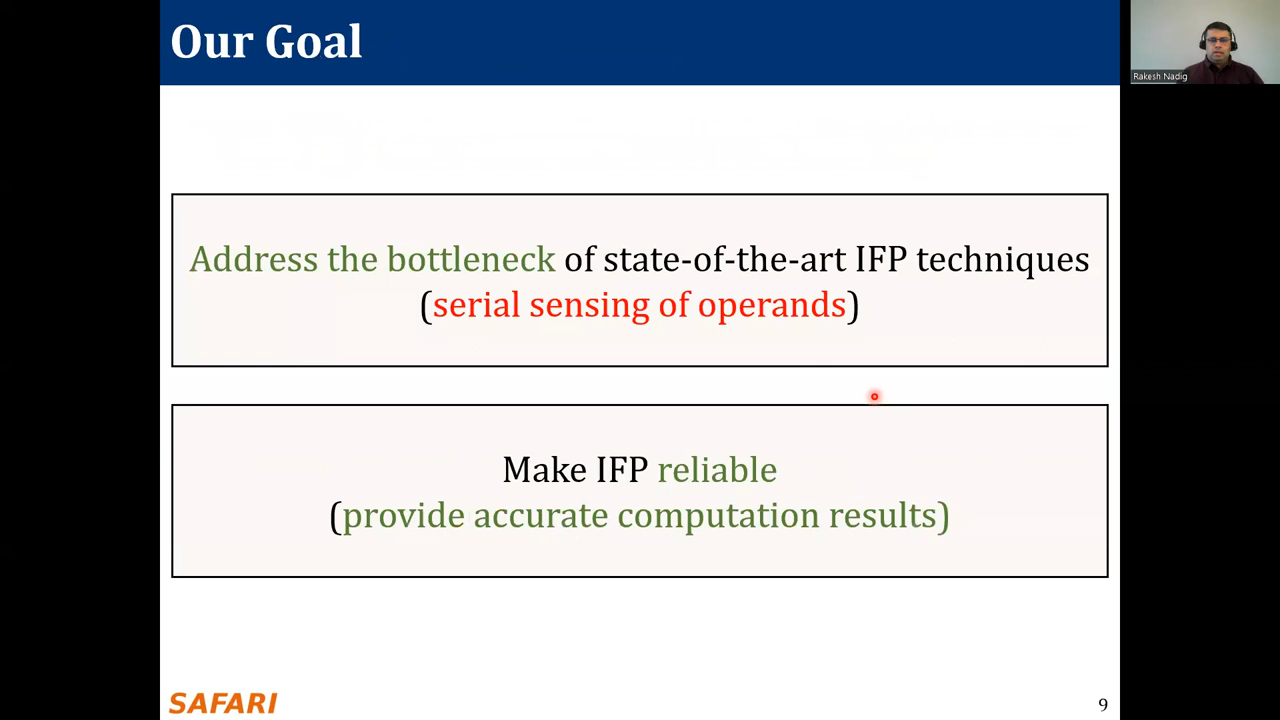 Our Goal
Rakesh Nadig
Address the bottleneck of state-of-the-art IFP techniques
(serial sensing of operands)
Make IFP reliable
(provide accurate computation results)
SAFARI
9